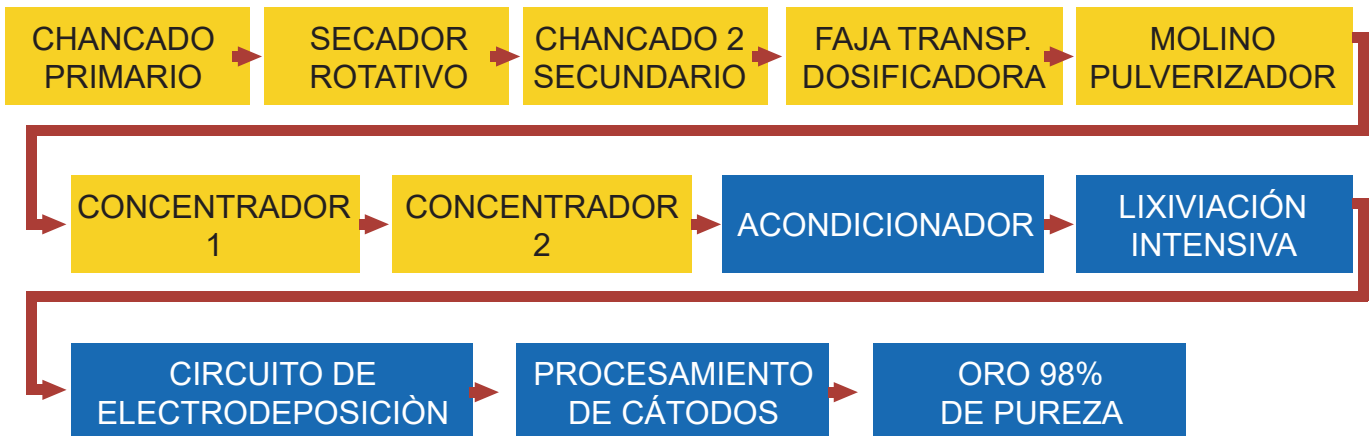 CHANCADO
PRIMARIO
SECADOR
ROTATIVO
CHANCADO 2
SECUNDARIO
FAJA TRANSP.
DOSIFICADORA
MOLINO
PULVERIZADOR
CONCENTRADOR
1
CONCENTRADOR
2
ACONDICIONADOR
LIXIVIACIÓN
INTENSIVA
CIRCUITO DE
ELECTRODEPOSICIÒN
PROCESAMIENTO
DE CÁTODOS
ORO 98%
DE PUREZA